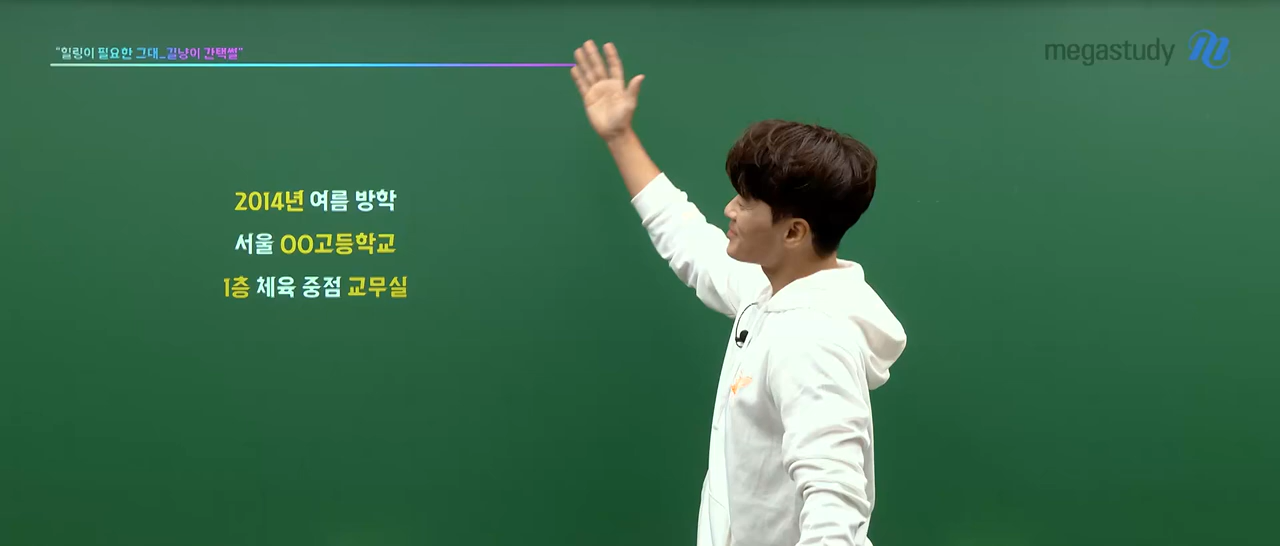 "힐링이 필요한 그대_길냥이 간택썰"
megastudy
2014년 여름 방학
서울 OO고등학교
1층 체육 중점 교무실